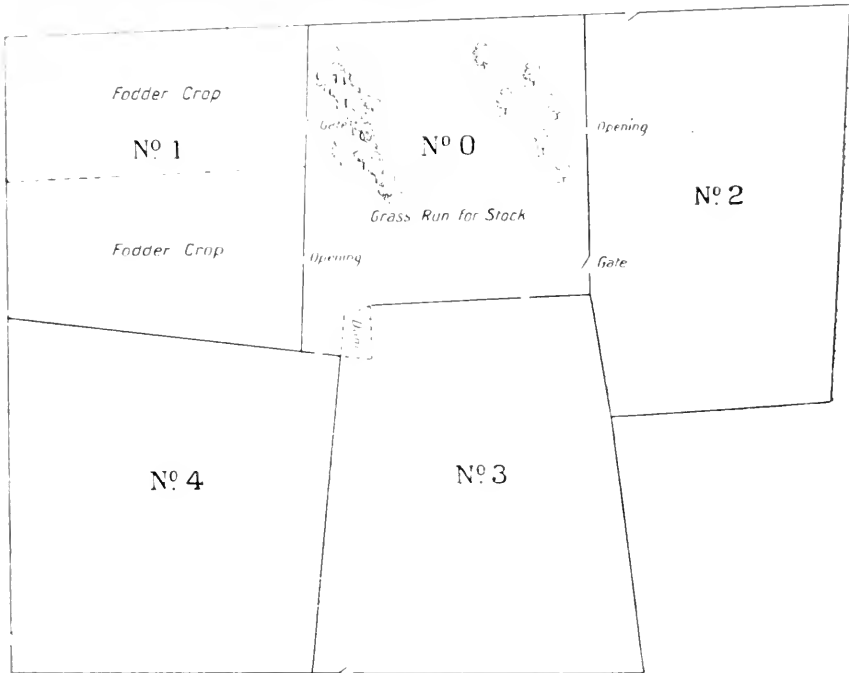 Fodder Crop
Nº 1
Fodder Crop
Gate
Nº 0
Grass Run for Stock
Opening
Opening
Gate
Nº 2
Nº 4
Nº 3